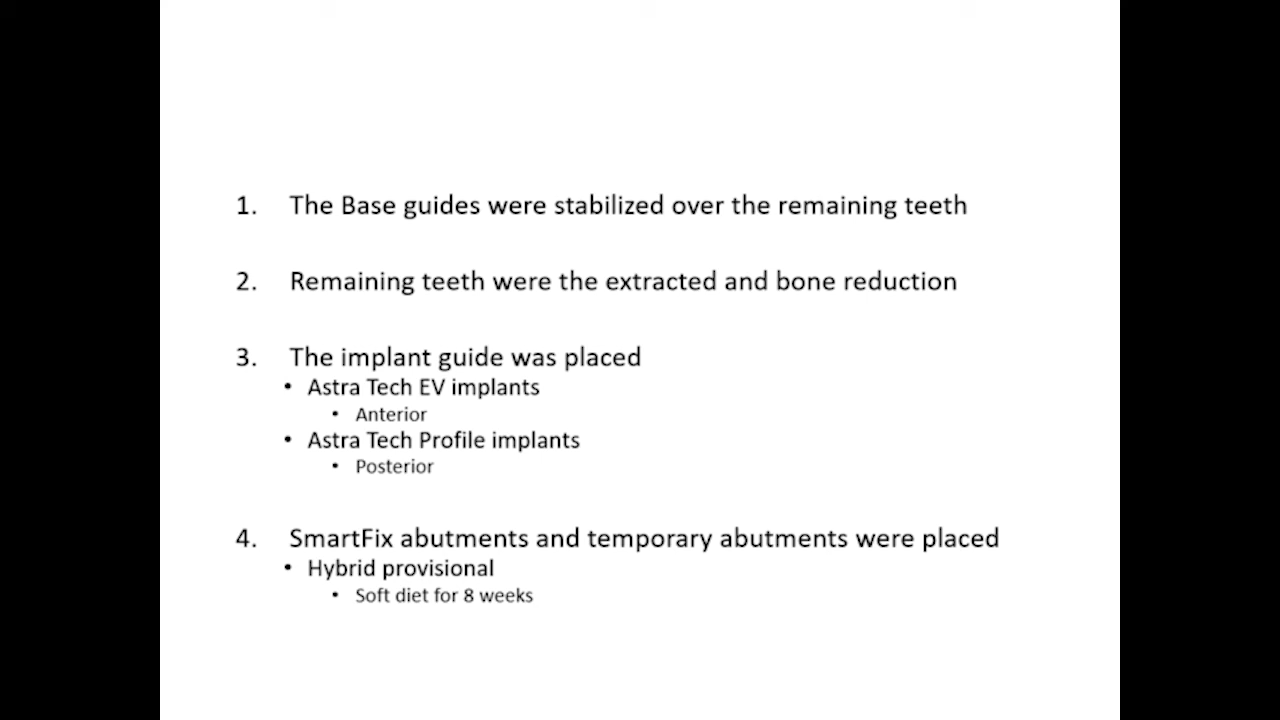 1. The Base guides were stabilized over the remaining teeth
2. Remaining teeth were the extracted and bone reduction
3. The implant guide was placed
• Astra Tech EV implants
• Anterior
• Astra Tech Profile implants
• Posterior
4. SmartFix abutments and temporary abutments were placed
• Hybrid provisional
• Soft diet for 8 weeks